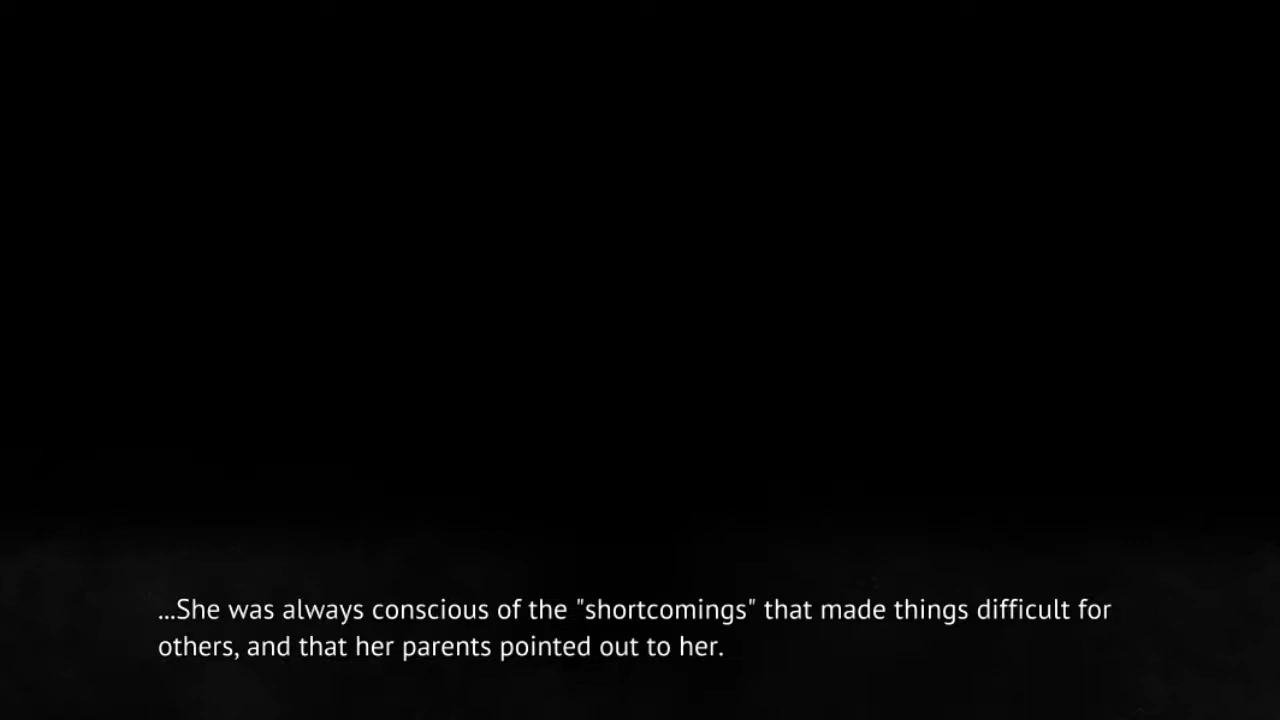 ...She was always conscious of the "shortcomings" that made things difficult for
others, and that her parents pointed out to her.